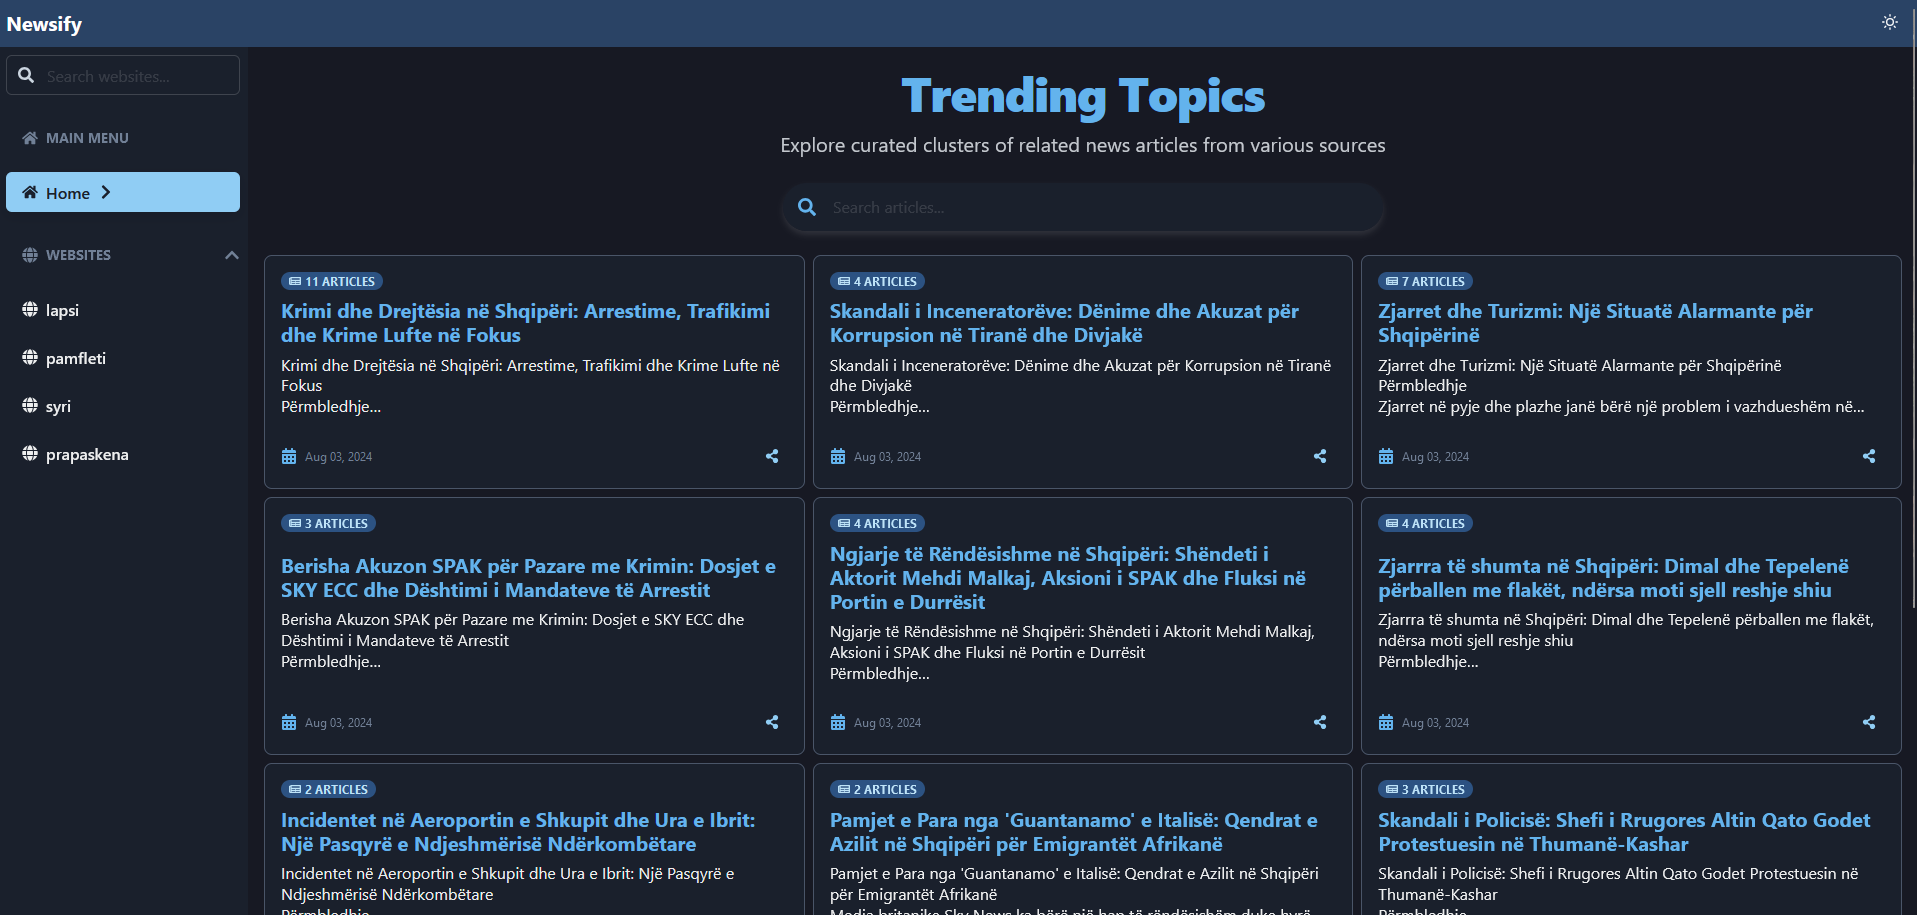 Newsify
Search websites...
MAIN MENU
Home
WEBSITES
lapsi
pamfleti
syri
prapaskena
Trending Topics
Explore curated clusters of related news articles from various sources
Search articles...
11 ARTICLES
Krimi dhe Drejtësia në Shqipëri: Arrestime, Trafikimi
dhe Krime Lufte në Fokus
Krimi dhe Drejtësia në Shqipëri: Arrestime, Trafikimi dhe Krime Lufte në
Fokus
Përmbledhje...
Aug 03, 2024
4 ARTICLES
Skandali i Inceneratorëve: Dënime dhe Akuzat për
Korrupsion në Tiranë dhe Divjakë
Skandali i Inceneratorëve: Dënime dhe Akuzat për Korrupsion në Tiranë
dhe Divjakë
Përmbledhje...
Aug 03, 2024
7 ARTICLES
Zjarret dhe Turizmi: Një Situatë Alarmante për
Shqipërinë
Zjarret dhe Turizmi: Një Situatë Alarmante për Shqipërinë
Përmbledhje
Zjarret në pyje dhe plazhe janë bërë një problem i vazhdueshëm në...
Aug 03, 2024
3 ARTICLES
Berisha Akuzon SPAK për Pazare me Krimin: Dosjet e
SKY ECC dhe Dështimi i Mandateve të Arrestit
Berisha Akuzon SPAK për Pazare me Krimin: Dosjet e SKY ECC dhe
Dështimi i Mandateve të Arrestit
Përmbledhje...
Aug 03, 2024
4 ARTICLES
Ngjarje të Rëndësishme në Shqipëri: Shëndeti i
Aktorit Mehdi Malkaj, Aksioni i SPAK dhe Fluksi në
Portin e Durrësit
Ngjarje të Rëndësishme në Shqipëri: Shëndeti i Aktorit Mehdi Malkaj,
Aksioni i SPAK dhe Fluksi në Portin e Durrësit
Përmbledhje...
Aug 03, 2024
4 ARTICLES
Zjarrra të shumta në Shqipëri: Dimal dhe Tepelenë
përballen me flakët, ndërsa moti sjell reshje shiu
Zjarrra të shumta në Shqipëri: Dimal dhe Tepelenë përballen me flakët,
ndërsa moti sjell reshje shiu
Përmbledhje...
Aug 03, 2024
2 ARTICLES
Incidentet në Aeroportin e Shkupit dhe Ura e Ibrit:
Një Pasqyrë e Ndjeshmërisë Ndërkombëtare
Incidentet në Aeroportin e Shkupit dhe Ura e Ibrit: Një Pasqyrë e
Ndjeshmërisë Ndërkombëtare
Përmbledhje
2 ARTICLES
Pamjet e Para nga 'Guantanamo' e Italisë: Qendrat e
Azilit në Shqipëri për Emigrantët Afrikanë
Pamjet e Para nga 'Guantanamo' e Italisë: Qendrat e Azilit në Shqipëri
për Emigrantët Afrikanë
Media britanike Sky News ka bërë një hap të rëndësishëm duke hyrë
3 ARTICLES
Skandali i Policisë: Shefi i Rrugores Altin Qato Godet
Protestuesin në Thumanë-Kashar
Skandali i Policisë: Shefi i Rrugores Altin Qato Godet Protestuesin në
Thumanë-Kashar
Përmbledhje